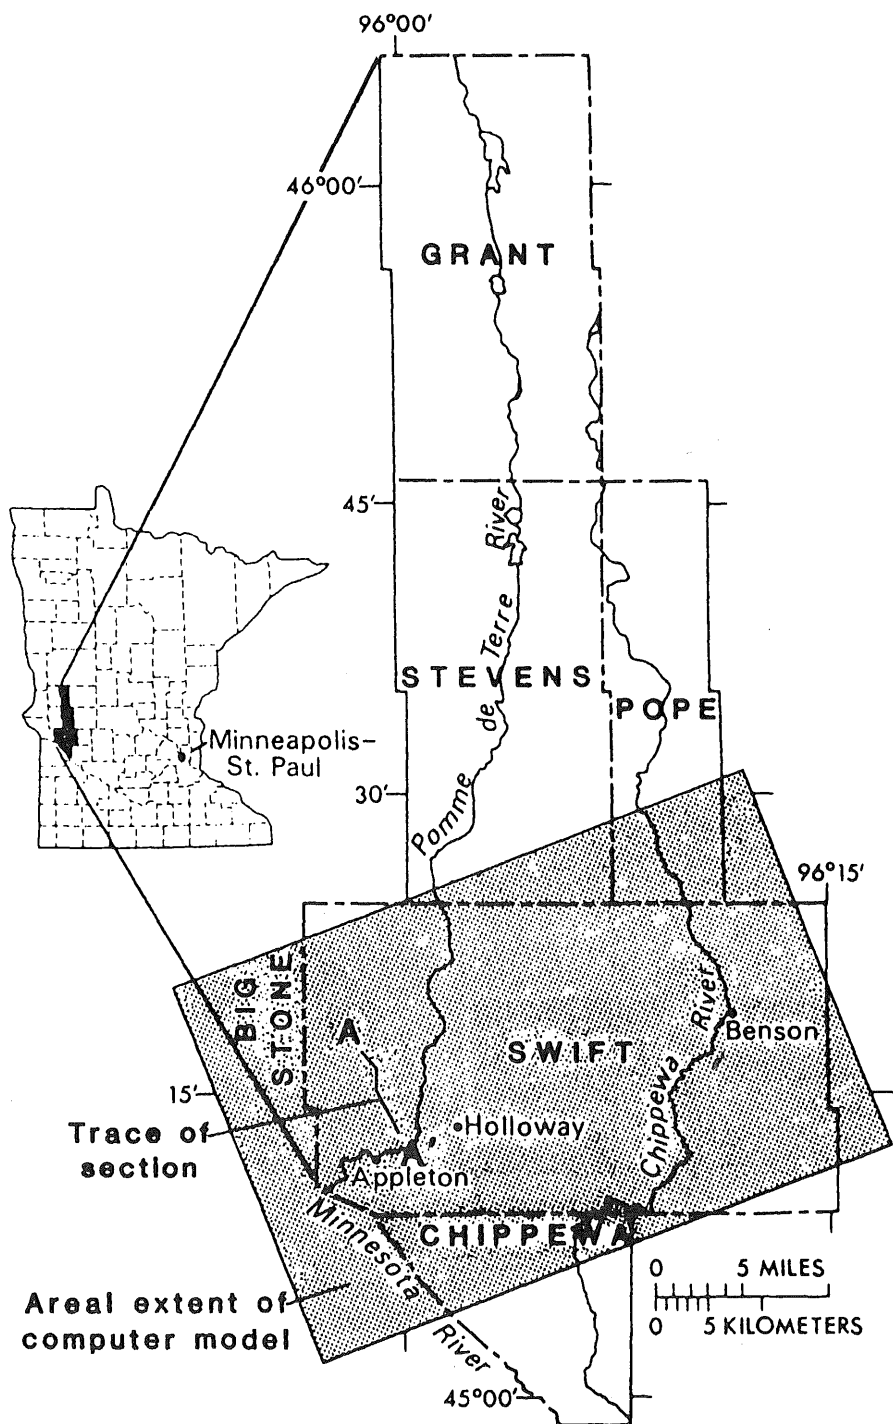 96°00'
46°00'
GRANT
45'
River
de Terre
Pomme
STEVENS
POPE
Minneapolis-
St. Paul
30'
96°15'
BIG
STONE
A
SWIFT
River
Benson
Chippewa
15'
Trace of
section
Holloway
A'
Appleton
Minnesota
CHIPPEWA
0 5 MILES
0 5 KILOMETERS
Areal extent of
computer model
River
45°00'